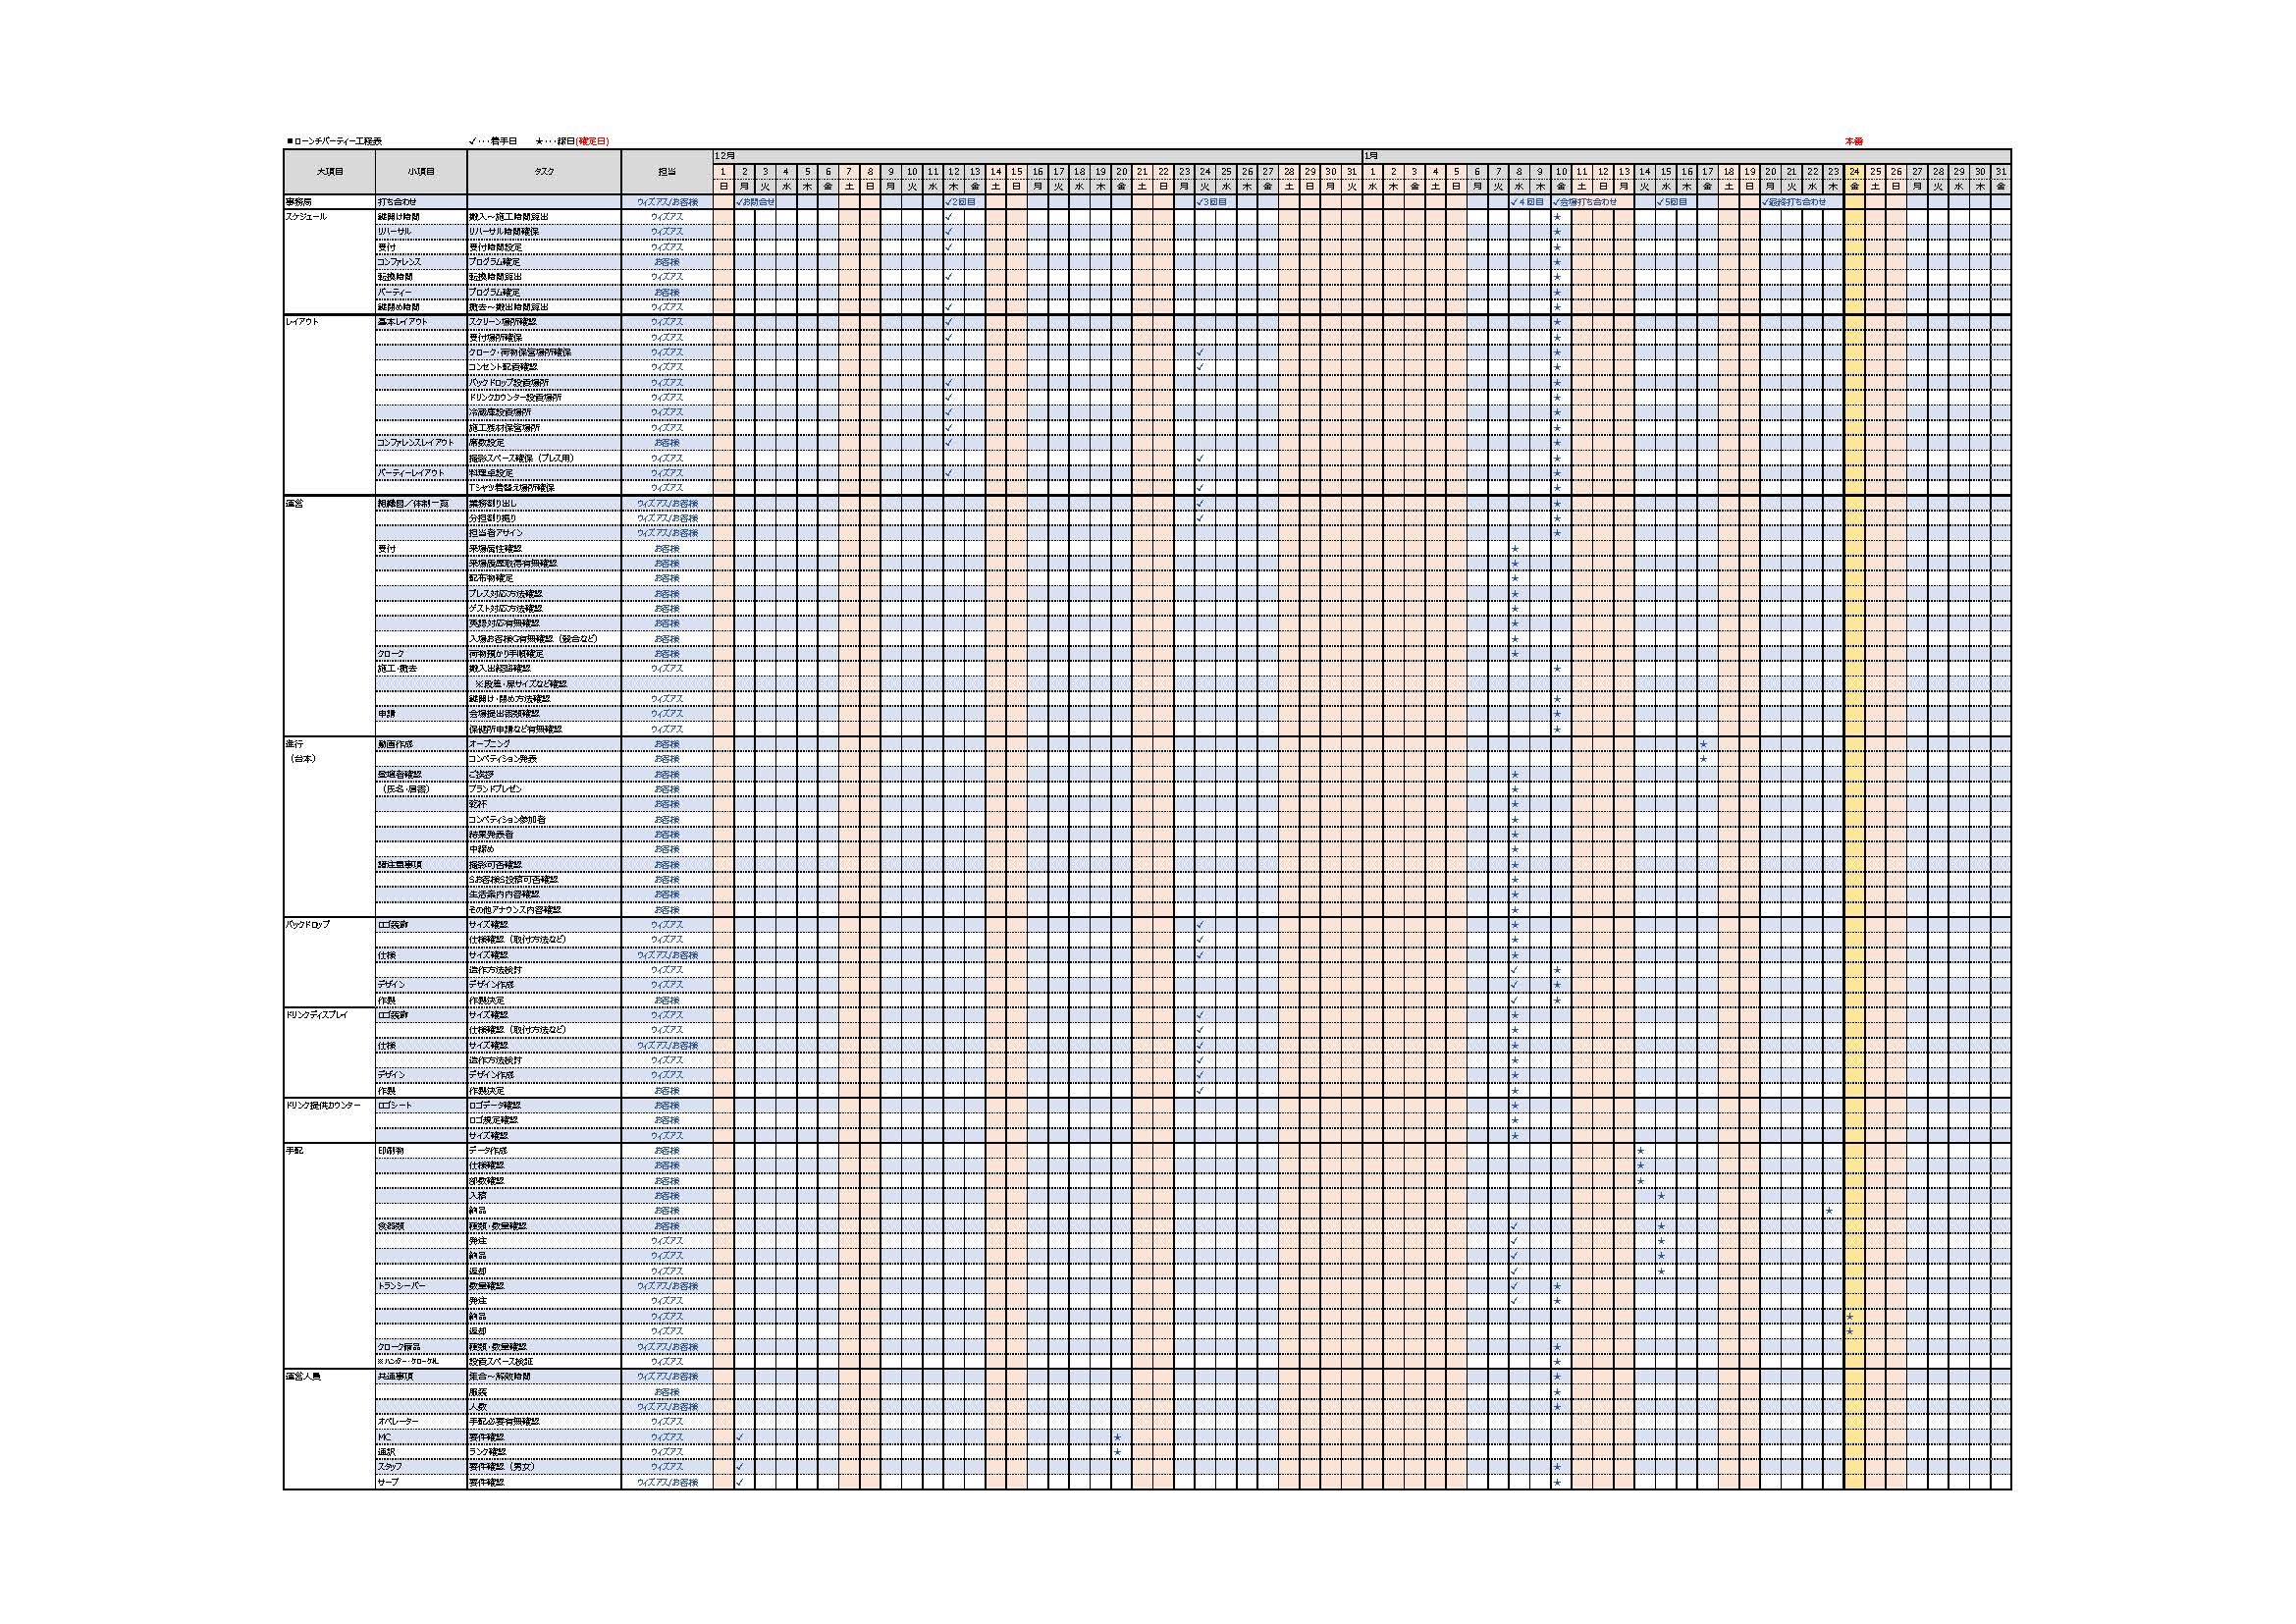 ■ローンチパーティー工程表 ✓・・・着手日 ★・・・締日(確定日) 本番
12月 1月
大項目 小項目 タスク 担当 1 2 3 4 5 6 7 8 9 10 11 12 13 14 15 16 17 18 19 20 21 22 23 24 25 26 27 28 29 30 31 1 2 3 4 5 6 7 8 9 10 11 12 13 14 15 16 17 18 19 20 21 22 23 24 25 26 27 28 29 30 31
日 月 火 水 木 金 土 日 月 火 水 木 金 土 日 月 火 水 木 金 土 日 月 火 水 木 金 土 日 月 火 水 木 金 土 日 月 火 水 木 金 土 日 月 火 水 木 金 土 日 月 火 水 木 金 土 日 月 火 水 木 金
事務局 打ち合わせ ウィズアス/お客様 ✓お問合せ ✓2回目 ✓3回目 ✓4回目 ✓会場打ち合わせ ✓5回目 ✓最終打ち合わせ
スケジュール 鍵開け時間 搬入～施工時間算出 ウィズアス ✓ ★
リハーサル リハーサル時間確保 ウィズアス ✓ ★
受付 受付時間設定 ウィズアス ✓ ★
コンファレンス プログラム確定 お客様 ★
転換時間 転換時間算出 ウィズアス ✓ ★
パーティー プログラム確定 お客様 ★
鍵閉め時間 撤去～搬出時間算出 ウィズアス ✓ ★
レイアウト 基本レイアウト スクリーン場所確認 ウィズアス ✓ ★
受付場所確保 ウィズアス ✓ ★
クローク・荷物保管場所確保 ウィズアス ✓ ★
コンセント配置確認 ウィズアス ✓ ★
バックドロップ設置場所 ウィズアス ✓ ★
ドリンクカウンター設置場所 ウィズアス ✓ ★
冷蔵庫設置場所 ウィズアス ✓ ★
施工残材保管場所 ウィズアス ✓ ★
コンファレンスレイアウト 席数設定 お客様 ✓ ★
撮影スペース確保（プレス用） ウィズアス ✓ ★
パーティーレイアウト 料理卓設定 ウィズアス ✓ ★
Tシャツ着替え場所確保 ウィズアス ✓ ★
運営 組織図／体制一覧 業務割り出し ウィズアス/お客様 ✓ ★
分担割り振り ウィズアス/お客様 ✓ ★
担当者アサイン ウィズアス/お客様 ★
受付 来場属性確認 お客様 ★
来場履歴取得有無確認 お客様 ★
配布物確定 お客様 ★
プレス対応方法確認 お客様 ★
ゲスト対応方法確認 お客様 ★
英語対応有無確認 お客様 ★
入場お客様G有無確認（競合など） お客様 ★
クローク 荷物預かり手順確定 お客様 ★
施工・撤去 搬入出経路確認 ウィズアス ★
※段差・扉サイズなど確認
鍵開け・閉め方法確認 ウィズアス ★
申請 会場提出書類確認 ウィズアス ★
保健所申請など有無確認 ウィズアス ★
進行 動画作成 オープニング お客様 ★
（台本） コンペティション発表 お客様 ★
登壇者確認 ご挨拶 お客様 ★
（氏名・肩書） ブランドプレゼン お客様 ★
乾杯 お客様 ★
コンペティション参加者 お客様 ★
結果発表者 お客様 ★
中締め お客様 ★
諸注意事項 撮影可否確認 お客様 ★
Sお客様S投稿可否確認 お客様 ★
生活案内内容確認 お客様 ★
その他アナウンス内容確認 お客様 ★
バックドロップ ロゴ装飾 サイズ確認 ウィズアス ✓ ★
仕様確認（取付方法など） ウィズアス ✓ ★
仕様 サイズ確認 ウィズアス/お客様 ✓ ★
造作方法検討 ウィズアス ✓ ★
デザイン デザイン作成 ウィズアス ✓ ★
作製 作製決定 お客様 ✓ ★
ドリンクディスプレイ ロゴ装飾 サイズ確認 ウィズアス ✓ ★
仕様確認（取付方法など） ウィズアス ✓ ★
仕様 サイズ確認 ウィズアス/お客様 ✓ ★
造作方法検討 ウィズアス ✓ ★
デザイン デザイン作成 ウィズアス ✓ ★
作製 作製決定 お客様 ✓ ★
ドリンク提供カウンター ロゴシート ロゴデータ確認 お客様 ★
ロゴ規定確認 お客様 ★
サイズ確認 ウィズアス ★
手配 印刷物 データ作成 お客様 ★
仕様確認 お客様 ★
部数確認 お客様 ★
入稿 お客様 ★
納品 お客様 ★
食器類 種類・数量確認 お客様 ✓ ★
発注 ウィズアス ✓ ★
納品 ウィズアス ✓ ★
返却 ウィズアス ✓ ★
トランシーバー 数量確認 ウィズアス/お客様 ✓ ★
発注 ウィズアス ✓ ★
納品 ウィズアス ★
返却 ウィズアス ★
クローク備品 種類・数量確認 ウィズアス/お客様 ★
※ハンガー・クローク札 設置スペース検証 ウィズアス ★
運営人員 共通事項 集合～解散時間 ウィズアス/お客様 ★
服装 お客様 ★
人数 ウィズアス/お客様 ★
オペレーター 手配必要有無確認 ウィズアス
MC 要件確認 ウィズアス ✓ ★
通訳 ランク確認 ウィズアス ★
スタッフ 要件確認（男女） ウィズアス ✓ ★
サーブ 要件確認 ウィズアス/お客様 ✓ ★